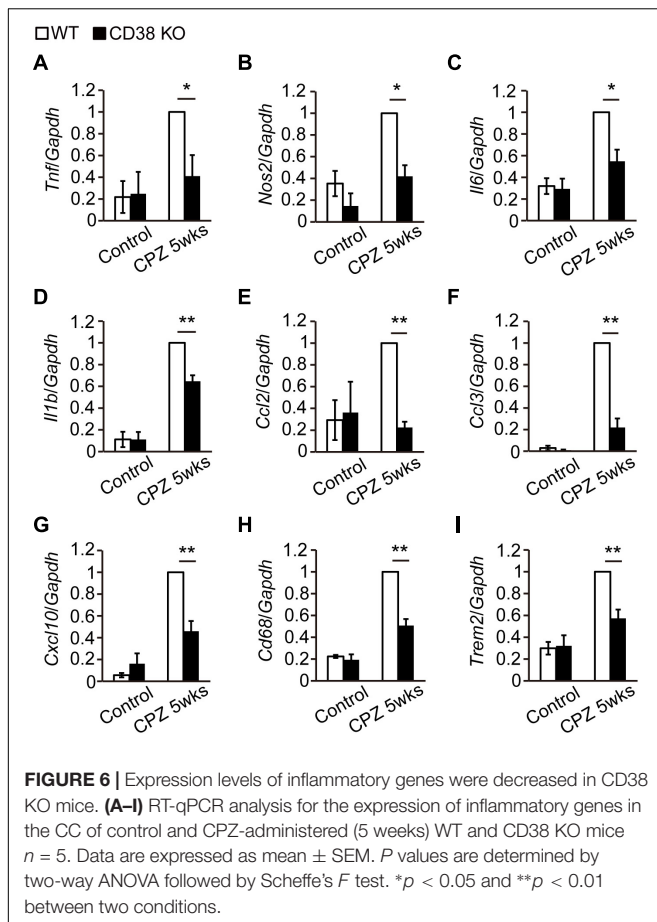 WT CD38 KO
A B C
1.2 1 0.8 0.6 0.4 0.2 0
Tnf/Gapdh
*
Control CPZ 5wks
1.2 1 0.8 0.6 0.4 0.2 0
Nos2/Gapdh
*
Control CPZ 5wks
1.2 1 0.8 0.6 0.4 0.2 0
Il6/Gapdh
*
Control CPZ 5wks
D E F
1.2 1 0.8 0.6 0.4 0.2 0
Il1b/Gapdh
**
Control CPZ 5wks
1.2 1 0.8 0.6 0.4 0.2 0
Ccl2/Gapdh
**
Control CPZ 5wks
1.2 1 0.8 0.6 0.4 0.2 0
Ccl3/Gapdh
**
Control CPZ 5wks
G H I
1.2 1 0.8 0.6 0.4 0.2 0
Cxcl10/Gapdh
**
Control CPZ 5wks
1.2 1 0.8 0.6 0.4 0.2 0
Cd68/Gapdh
**
Control CPZ 5wks
1.2 1 0.8 0.6 0.4 0.2 0
Trem2/Gapdh
**
Control CPZ 5wks
FIGURE 6 | Expression levels of inflammatory genes were decreased in CD38
KO mice. (A–I) RT-qPCR analysis for the expression of inflammatory genes in
the CC of control and CPZ-administered (5 weeks) WT and CD38 KO mice
n = 5. Data are expressed as mean ± SEM. P values are determined by
two-way ANOVA followed by Scheffe's F test. *p < 0.05 and **p < 0.01
between two conditions.